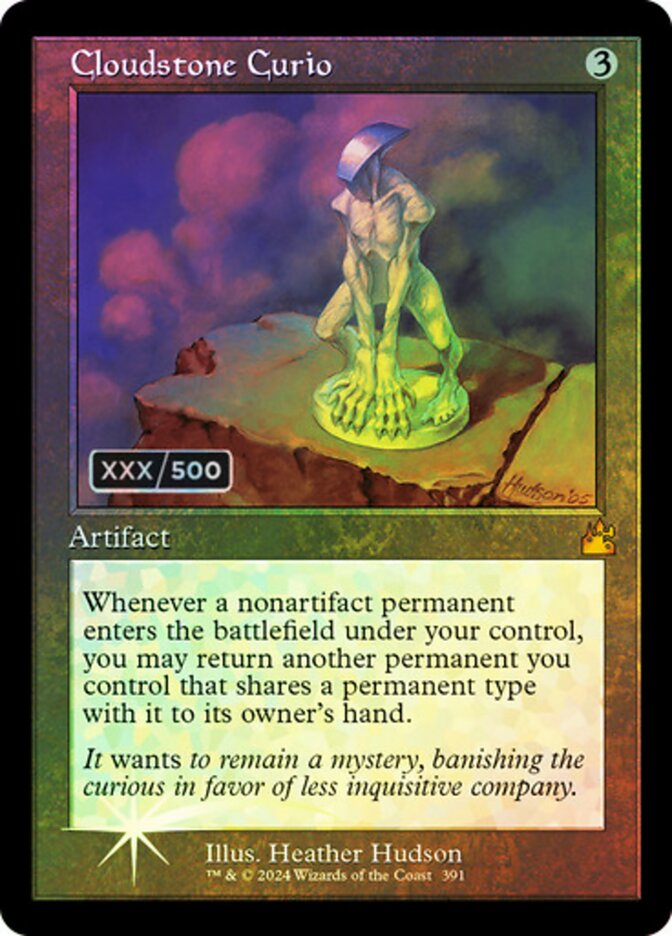 Cloudstone Curio 3
XXX/500
Hudson '05
Artifact
Whenever a nonartifact permanent
enters the battlefield under your control,
you may return another permanent you
control that shares a permanent type
with it to its owner's hand.
It wants to remain a mystery, banishing the
curious in favor of less inquisitive company.
Illus. Heather Hudson
™ & © 2024 Wizards of the Coast 391